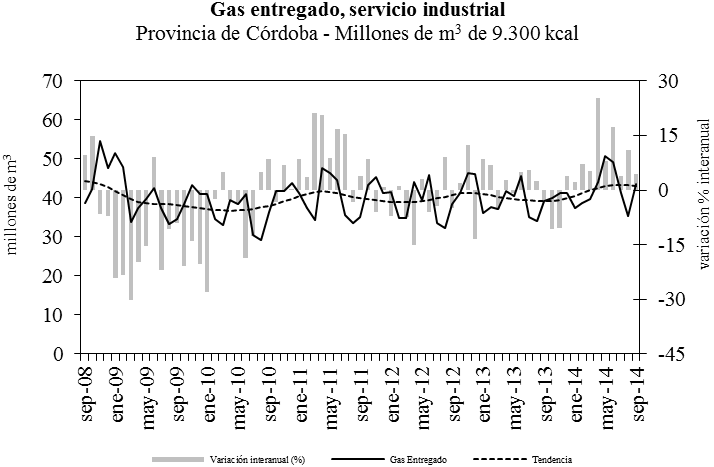 Gas entregado, servicio industrial
Provincia de Córdoba - Millones de m³ de 9.300 kcal
70
60
50
40
30
20
10
0
millones de m³
30
15
0
-15
-30
-45
variación % interanual
sep-08
ene-09
may-09
sep-09
ene-10
may-10
sep-10
ene-11
may-11
sep-11
ene-12
may-12
sep-12
ene-13
may-13
sep-13
ene-14
may-14
sep-14
Variación interanual (%)
Gas Entregado
Tendencia